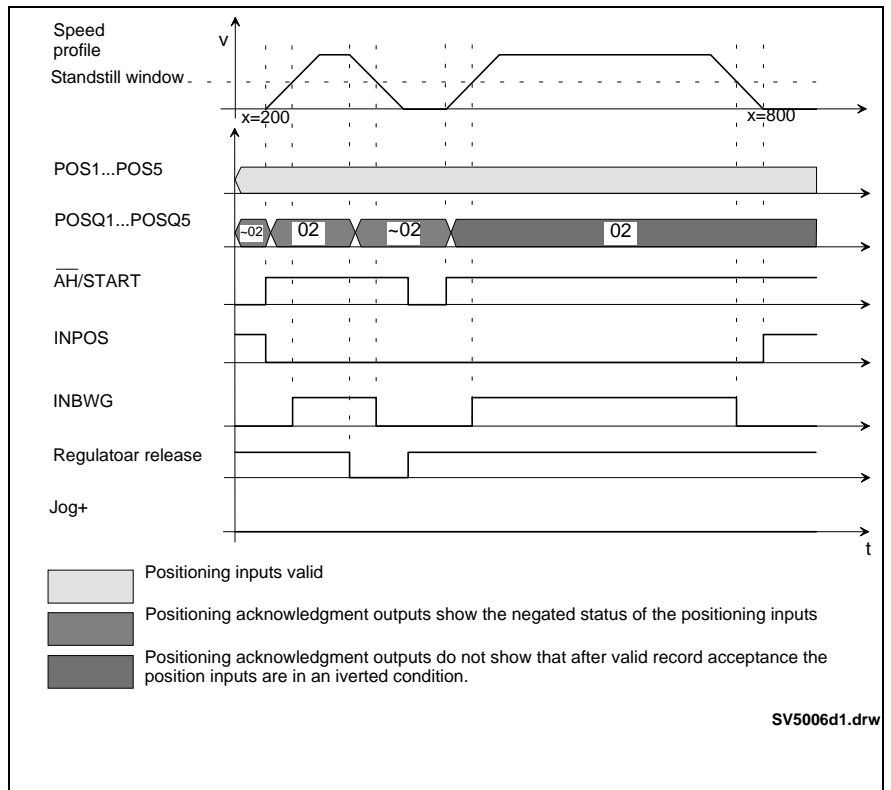 Speed
profile
v
Standstill window
x=200
x=800
POS1...POS5
POSQ1...POSQ5
~02
02
~02
02
AH/START
INPOS
INBWG
Regulatoar release
Jog+
t
Positioning inputs valid
Positioning acknowledgment outputs show the negated status of the positioning inputs
Positioning acknowledgment outputs do not show that after valid record acceptance the
position inputs are in an iverted condition.
SV5006d1.drw